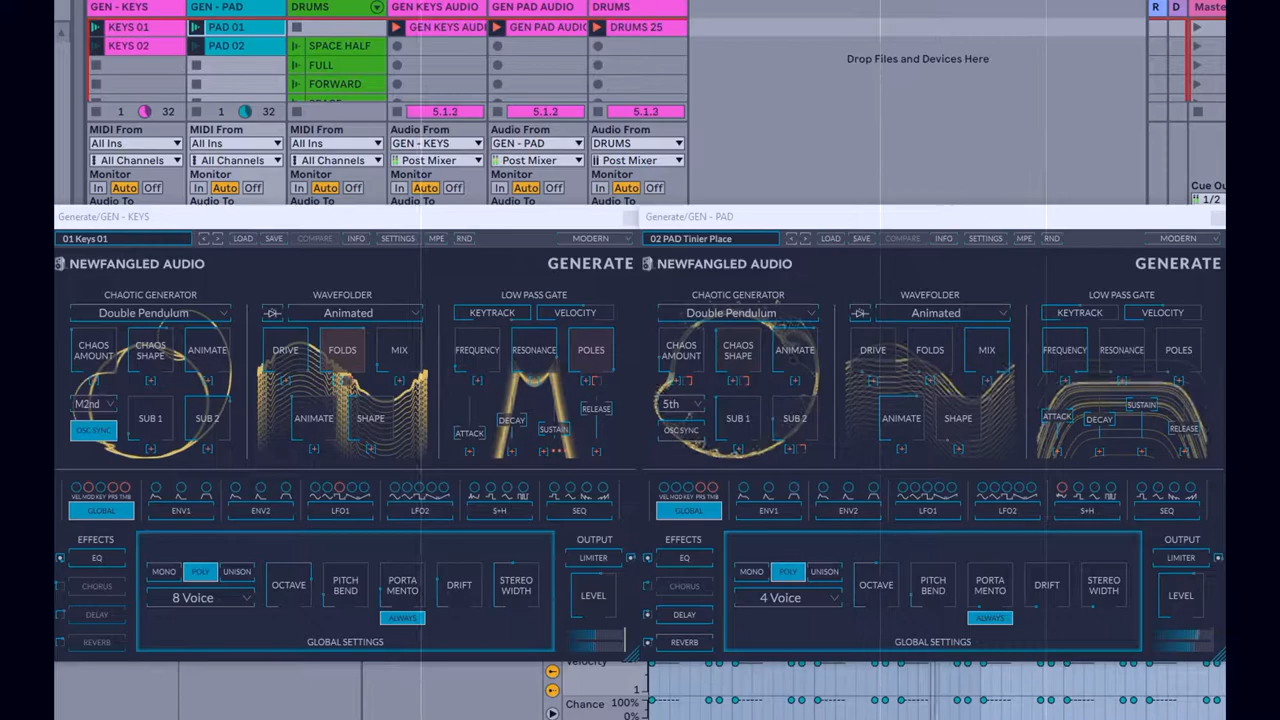 GEN - KEYS GEN - PAD DRUMS GEN KEYS AUDIO GEN PAD AUDIO DRUMS R D Maste
KEYS 01 PAD 01 GEN KEYS AUDI GEN PAD AUDI DRUMS 25
KEYS 02 PAD 02 SPACE HALF
Drop Files and Devices Here
FULL
FORWARD
1 32 1 32 5.1.2 5.1.2 5.1.3
MIDI From MIDI From MIDI From Audio From Audio From Audio From
All Ins All Ins All Ins GEN - KEYS GEN - PAD DRUMS
All Channels All Channels All Channels Post Mixer Post Mixer Post Mixer
Monitor Monitor Monitor Monitor Monitor Monitor
In Auto Off In Auto Off In Auto Off In Auto Off In Auto Off In Auto Off Cue Ou
Audio To Audio To Audio To Audio To Audio To Audio To 1/2
Generate/GEN - KEYS Generate/GEN - PAD
01 Keys 01 LOAD SAVE COMPARE INFO SETTINGS MPE RND MODERN
02 PAD Tinier Place LOAD SAVE COMPARE INFO SETTINGS MPE RND MODERN
NEWFANGLED AUDIO GENERATE NEWFANGLED AUDIO GENERATE
CHAOTIC GENERATOR WAVEFOLDER LOW PASS GATE CHAOTIC GENERATOR WAVEFOLDER LOW PASS GATE
Double Pendulum Animated KEYTRACK VELOCITY Double Pendulum Animated KEYTRACK VELOCITY
CHAOS AMOUNT CHAOS SHAPE ANIMATE DRIVE FOLDS MIX FREQUENCY RESONANCE POLES
CHAOS AMOUNT CHAOS SHAPE ANIMATE DRIVE FOLDS MIX FREQUENCY RESONANCE POLES
M2nd SUB 1 SUB 2 ANIMATE SHAPE ATTACK DECAY SUSTAIN RELEASE
OSC SYNC
5th SUB 1 SUB 2 ANIMATE SHAPE ATTACK DECAY SUSTAIN RELEASE
OSC SYNC
VEL MOD KEY PRS TMB VEL MOD KEY PRS TMB
GLOBAL ENV1 ENV2 LFO1 LFO2 S+H SEQ GLOBAL ENV1 ENV2 LFO1 LFO2 S+H SEQ
EFFECTS OUTPUT EFFECTS OUTPUT
EQ LIMITER EQ LIMITER
MONO POLY UNISON OCTAVE PITCH BEND PORTA MENTO DRIFT STEREO WIDTH
MONO POLY UNISON OCTAVE PITCH BEND PORTA MENTO DRIFT STEREO WIDTH
CHORUS 8 Voice LEVEL CHORUS 4 Voice LEVEL
DELAY ALWAYS DELAY ALWAYS
REVERB GLOBAL SETTINGS REVERB GLOBAL SETTINGS
Velocity
1
Chance 100%
0%